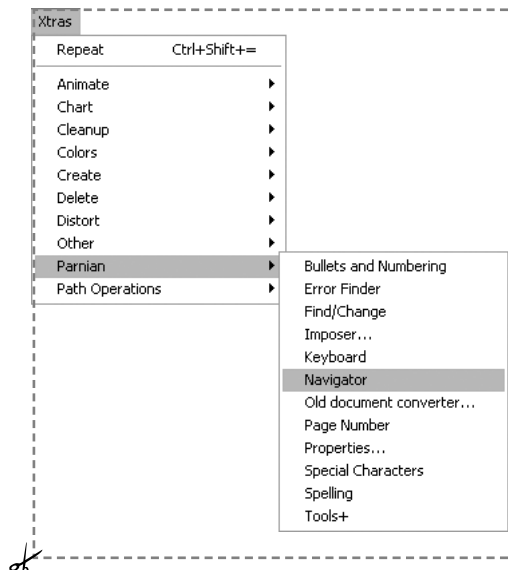 Xtras
Repeat Ctrl+Shift+=
Animate
Chart
Cleanup
Colors
Create
Delete
Distort
Other
Parnian
Path Operations
Bullets and Numbering
Error Finder
Find/Change
Imposer...
Keyboard
Navigator
Old document converter...
Page Number
Properties...
Special Characters
Spelling
Tools+